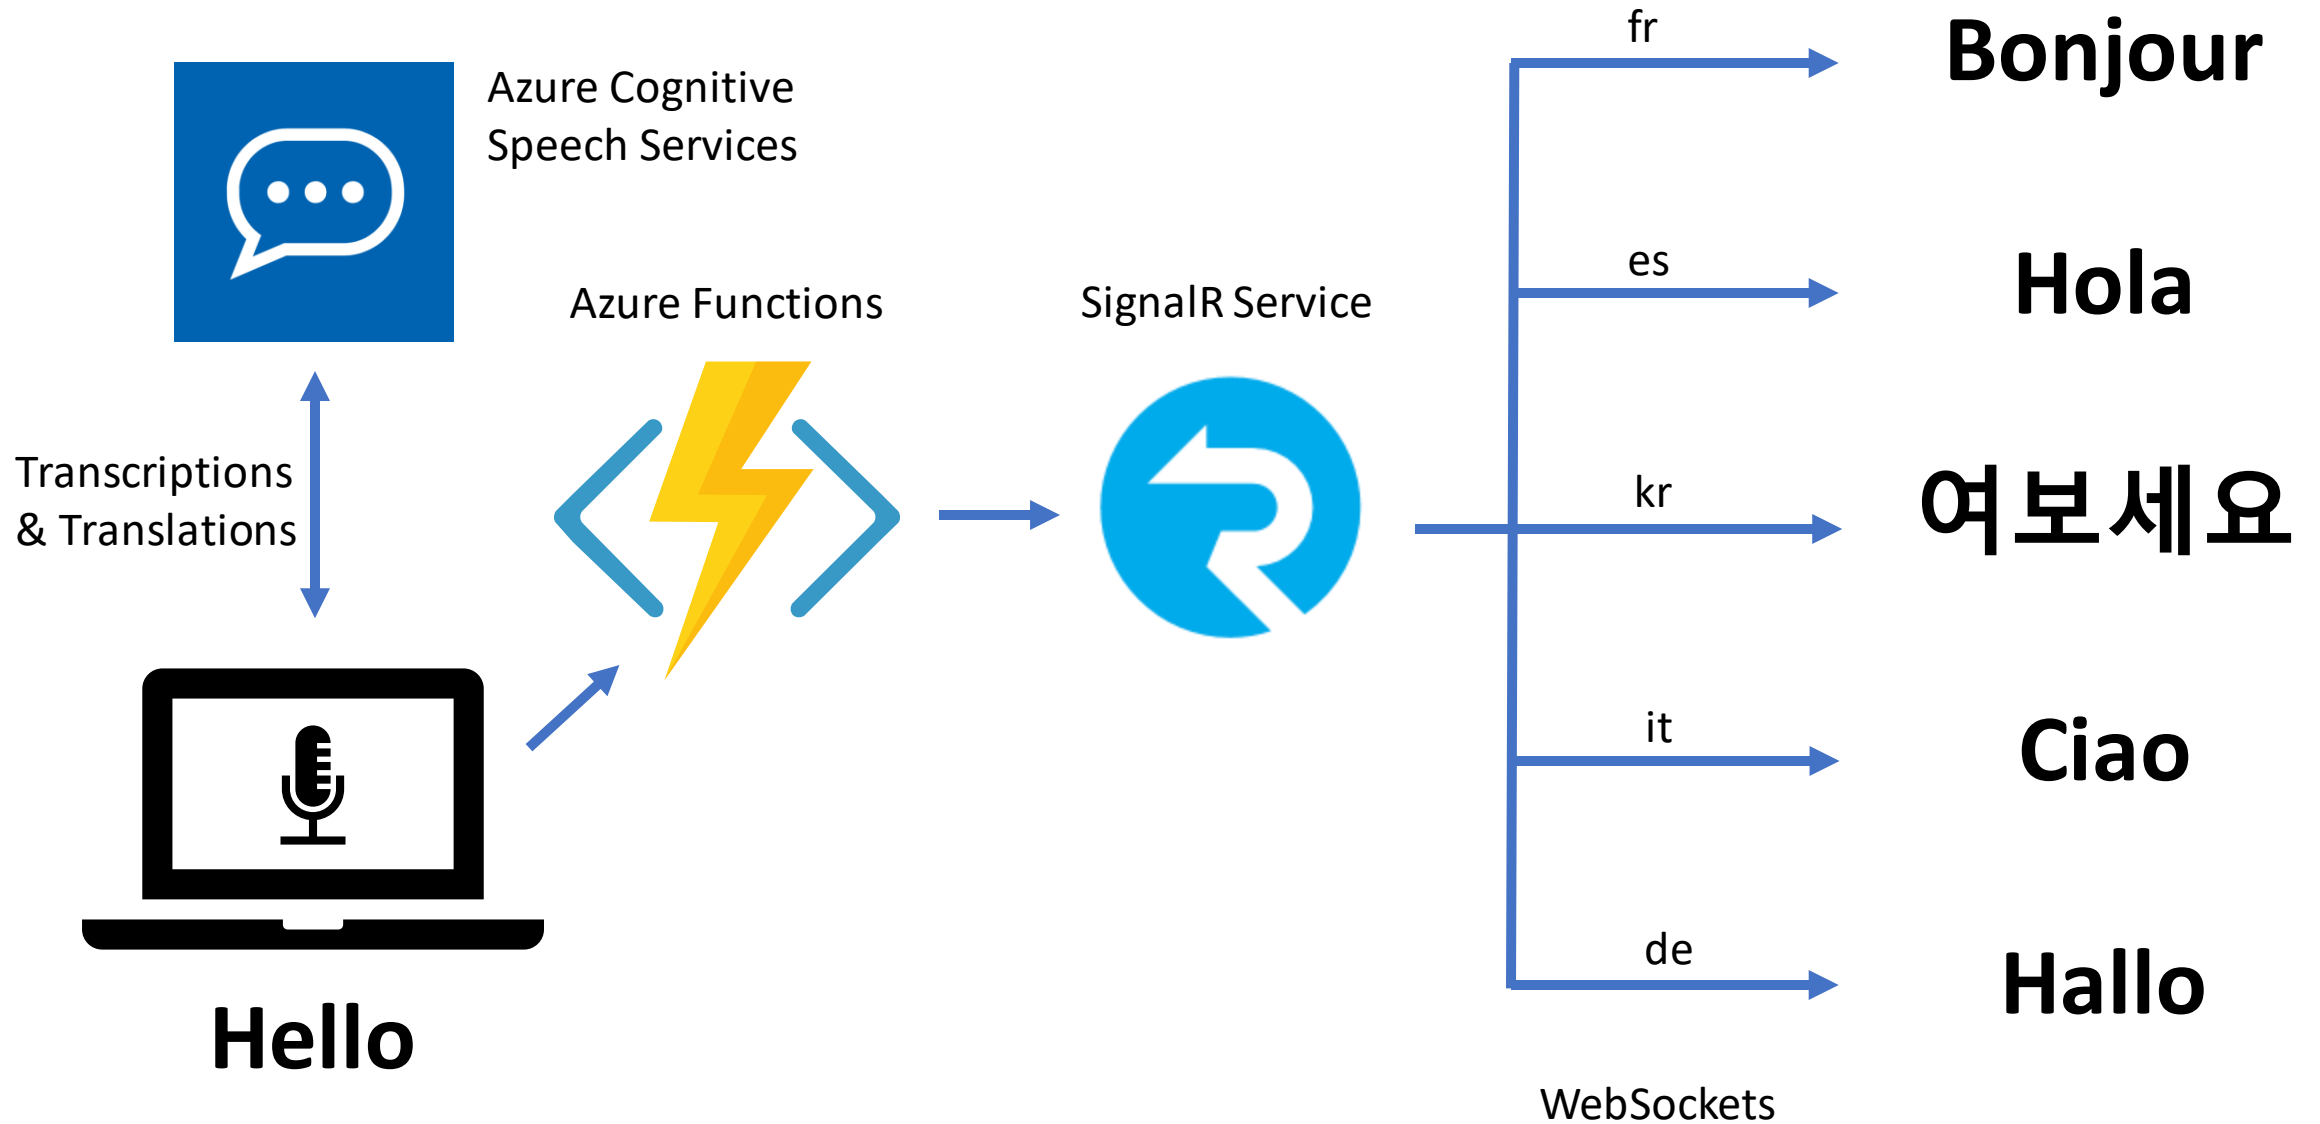 Azure Cognitive
Speech Services
Transcriptions
& Translations
Hello
Azure Functions
SignalR Service
fr
Bonjour
es
Hola
kr
여보세요
it
Ciao
de
Hallo
WebSockets